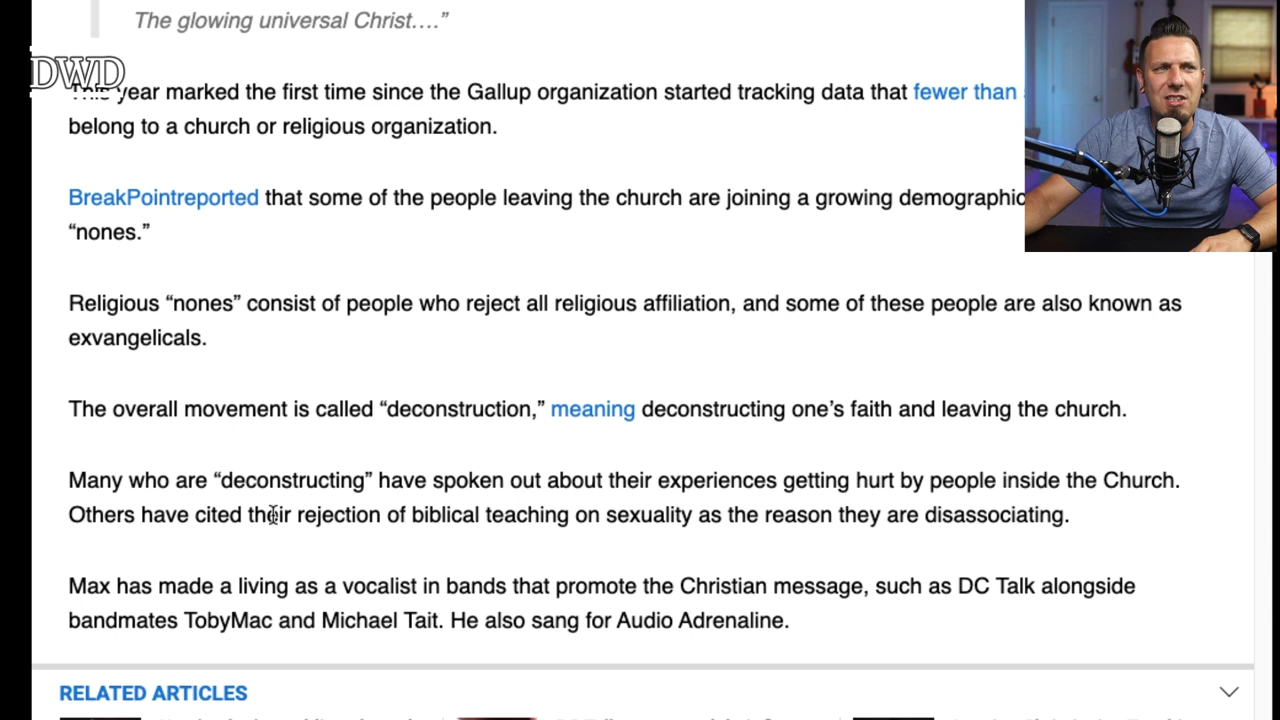 The glowing universal Christ....”
DWD
This year marked the first time since the Gallup organization started tracking data that fewer than
belong to a church or religious organization.
BreakPointreported that some of the people leaving the church are joining a growing demographic
“nones.”
Religious “nones” consist of people who reject all religious affiliation, and some of these people are also known as
exvangelicals.
The overall movement is called “deconstruction,” meaning deconstructing one’s faith and leaving the church.
Many who are “deconstructing” have spoken out about their experiences getting hurt by people inside the Church.
Others have cited their rejection of biblical teaching on sexuality as the reason they are disassociating.
Max has made a living as a vocalist in bands that promote the Christian message, such as DC Talk alongside
bandmates TobyMac and Michael Tait. He also sang for Audio Adrenaline.
RELATED ARTICLES